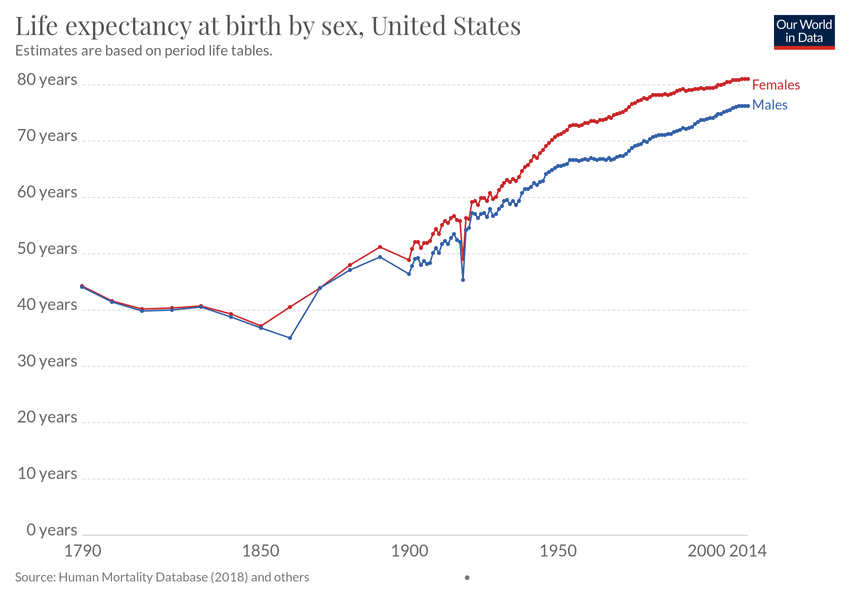 Life expectancy at birth by sex, United States
Estimates are based on period life tables.
Our World
in Data
80 years
Females
Males
70 years
60 years
50 years
40 years
30 years
20 years
10 years
0 years
1790 1850 1900 1950 2000 2014
Source: Human Mortality Database (2018) and others